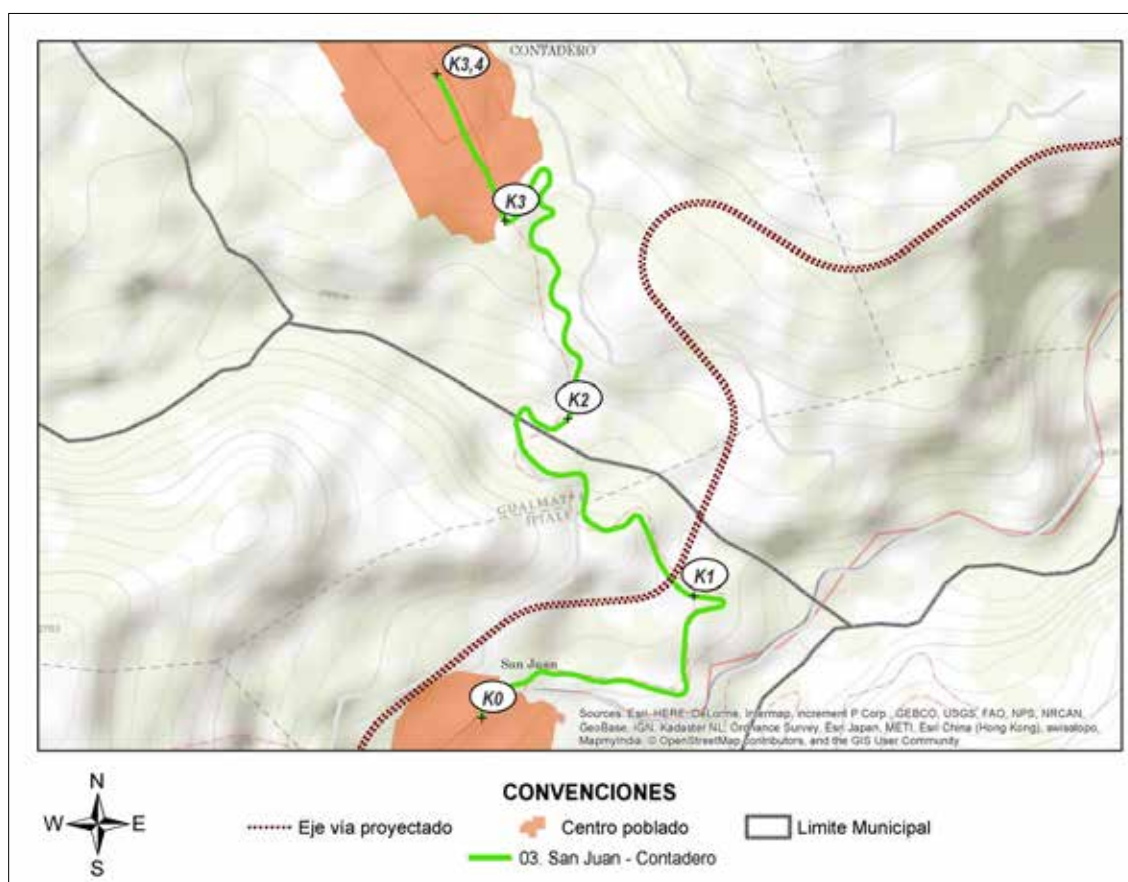 CONTADERO
K3,4
K3
K2
GUALMATA
IPIALE
K1
San Juan
K0
Sources: Esri, HERE, DeLorme, Intermap, increment P Corp., GEBCO, USGS, FAO, NPS, NRCAN,
GeoBase, IGN, Kadaster NL, Ordnance Survey, Esri Japan, METI, Esri China (Hong Kong), swisstopo,
MapmyIndia, © OpenStreetMap contributors, and the GIS User Community
N
W E
S
CONVENCIONES
Eje vía proyectado
Centro poblado
Limite Municipal
03. San Juan - Contadero